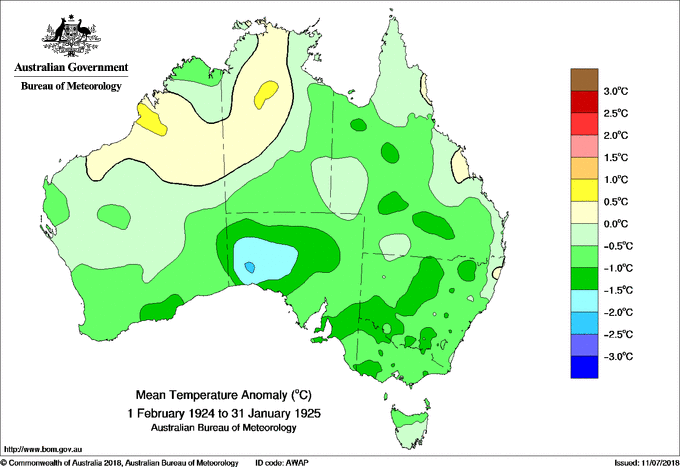 Australian Government
Bureau of Meteorology
3.0°C
2.5°C
2.0°C
1.5°C
1.0°C
0.5°C
0.0°C
−0.5°C
−1.0°C
−1.5°C
−2.0°C
−2.5°C
−3.0°C
Mean Temperature Anomaly (°C)
1 February 1924 to 31 January 1925
Australian Bureau of Meteorology
http://www.bom.gov.au
© Commonwealth of Australia 2018, Australian Bureau of Meteorology ID code: AWAP Issued: 11/07/2018